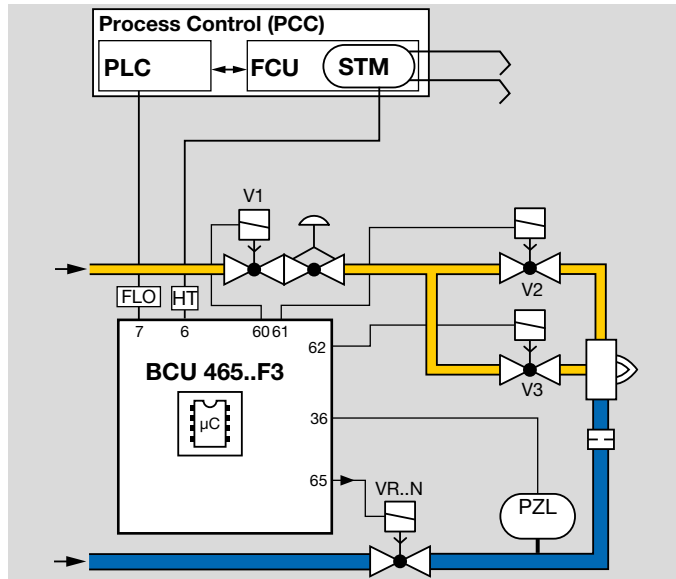 Process Control (PCC)
PLC
FCU
STM
V1
FLO
HT
V2
7
6
60
61
62
BCU 465..F3
V3
µC
36
65
VR..N
PZL